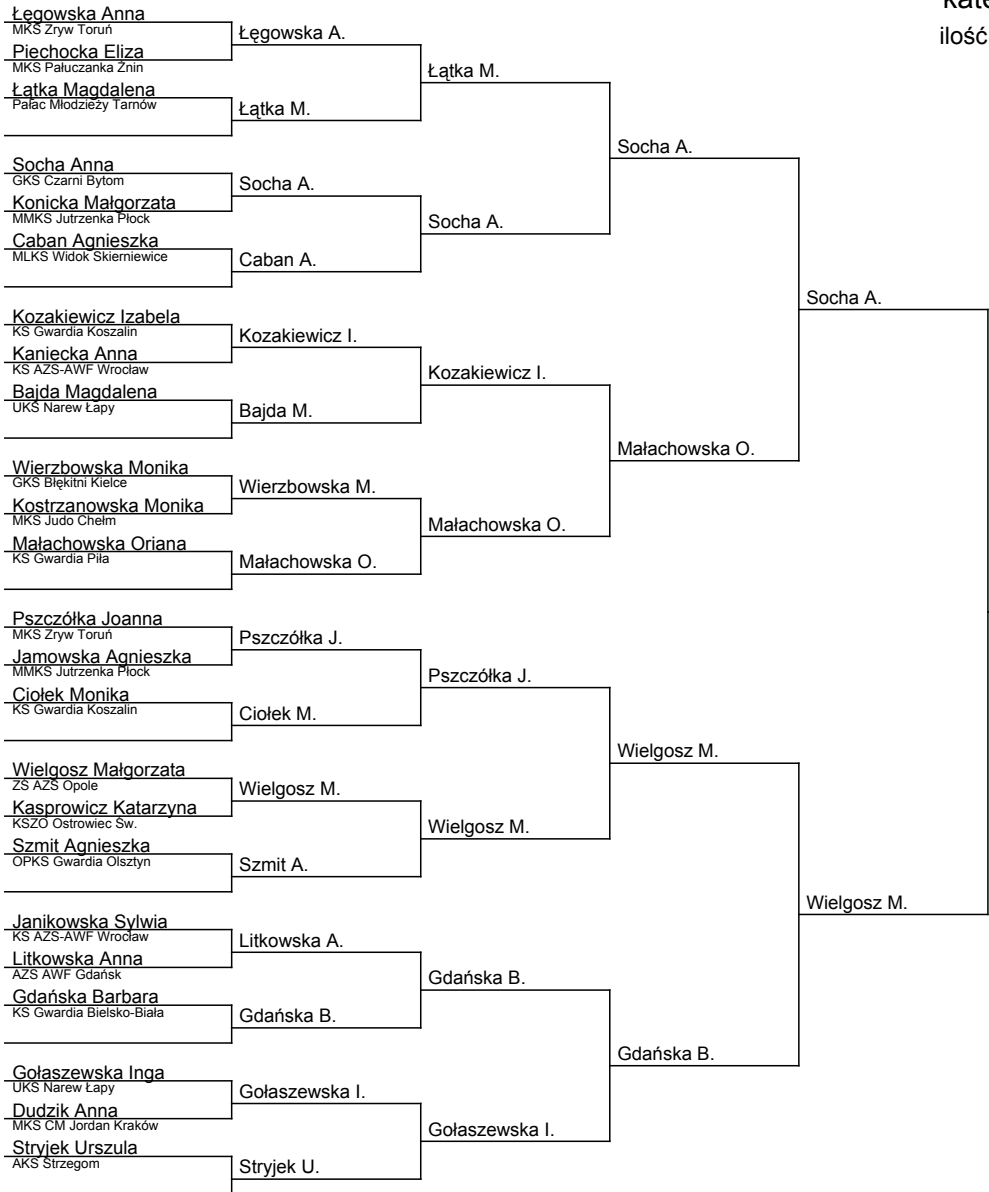 kate
ilość
Łęgowska Anna
MKS Zryw Toruń
Piechocka Eliza
MKS Pałuczanka Żnin
Łątka Magdalena
Pałac Młodzieży Tarnów
Socha Anna
GKS Czarni Bytom
Konicka Małgorzata
MMKS Jutrzenka Płock
Caban Agnieszka
MLKS Widok Skierniewice
Kozakiewicz Izabela
KS Gwardia Koszalin
Kaniecka Anna
KS AZS-AWF Wrocław
Bajda Magdalena
UKS Narew Łapy
Wierzbowska Monika
GKS Błękitni Kielce
Kostrzanowska Monika
MKS Judo Chełm
Małachowska Oriana
KS Gwardia Piła
Pszczółka Joanna
MKS Zryw Toruń
Jamowska Agnieszka
MMKS Jutrzenka Płock
Ciołek Monika
KS Gwardia Koszalin
Wielgosz Małgorzata
ZŚ AZS Opole
Kasprowicz Katarzyna
KSZO Ostrowiec Św.
Szmit Agnieszka
OPKS Gwardia Olsztyn
Janikowska Sylwia
KS AZS-AWF Wrocław
Litkowska Anna
AZS AWF Gdańsk
Gdańska Barbara
KS Gwardia Bielsko-Biała
Gołaszewska Inga
UKS Narew Łapy
Dudzik Anna
MKS CM Jordan Kraków
Stryjek Urszula
AKS Strzegom
Łęgowska A.
Łątka M.
Socha A.
Caban A.
Kozakiewicz I.
Bajda M.
Wierzbowska M.
Małachowska O.
Pszczółka J.
Ciołek M.
Wielgosz M.
Szmit A.
Litkowska A.
Gdańska B.
Gołaszewska I.
Stryjek U.
Łątka M.
Socha A.
Kozakiewicz I.
Małachowska O.
Pszczółka J.
Wielgosz M.
Gdańska B.
Gołaszewska I.
Socha A.
Małachowska O.
Wielgosz M.
Gdańska B.
Socha A.
Wielgosz M.